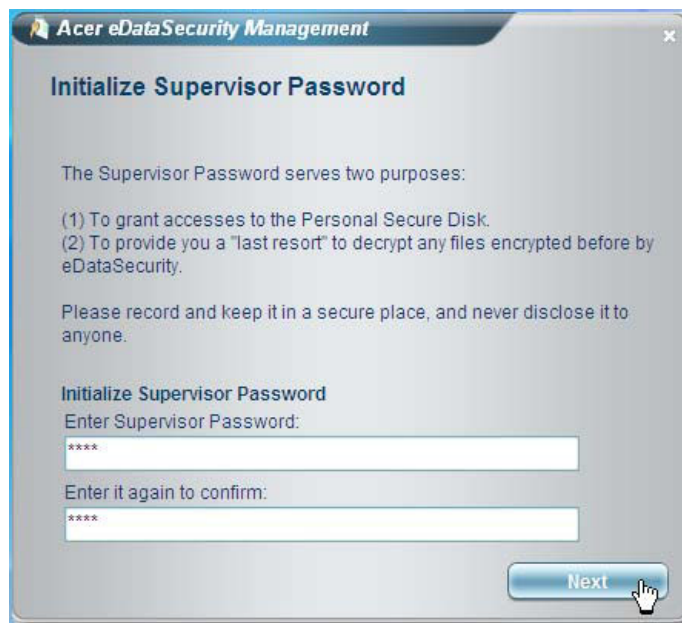 Acer eDataSecurity Management
x
Initialize Supervisor Password
The Supervisor Password serves two purposes:
(1) To grant accesses to the Personal Secure Disk.
(2) To provide you a "last resort" to decrypt any files encrypted before by
eDataSecurity.
Please record and keep it in a secure place, and never disclose it to
anyone.
Initialize Supervisor Password
Enter Supervisor Password:
****
Enter it again to confirm:
****
Next